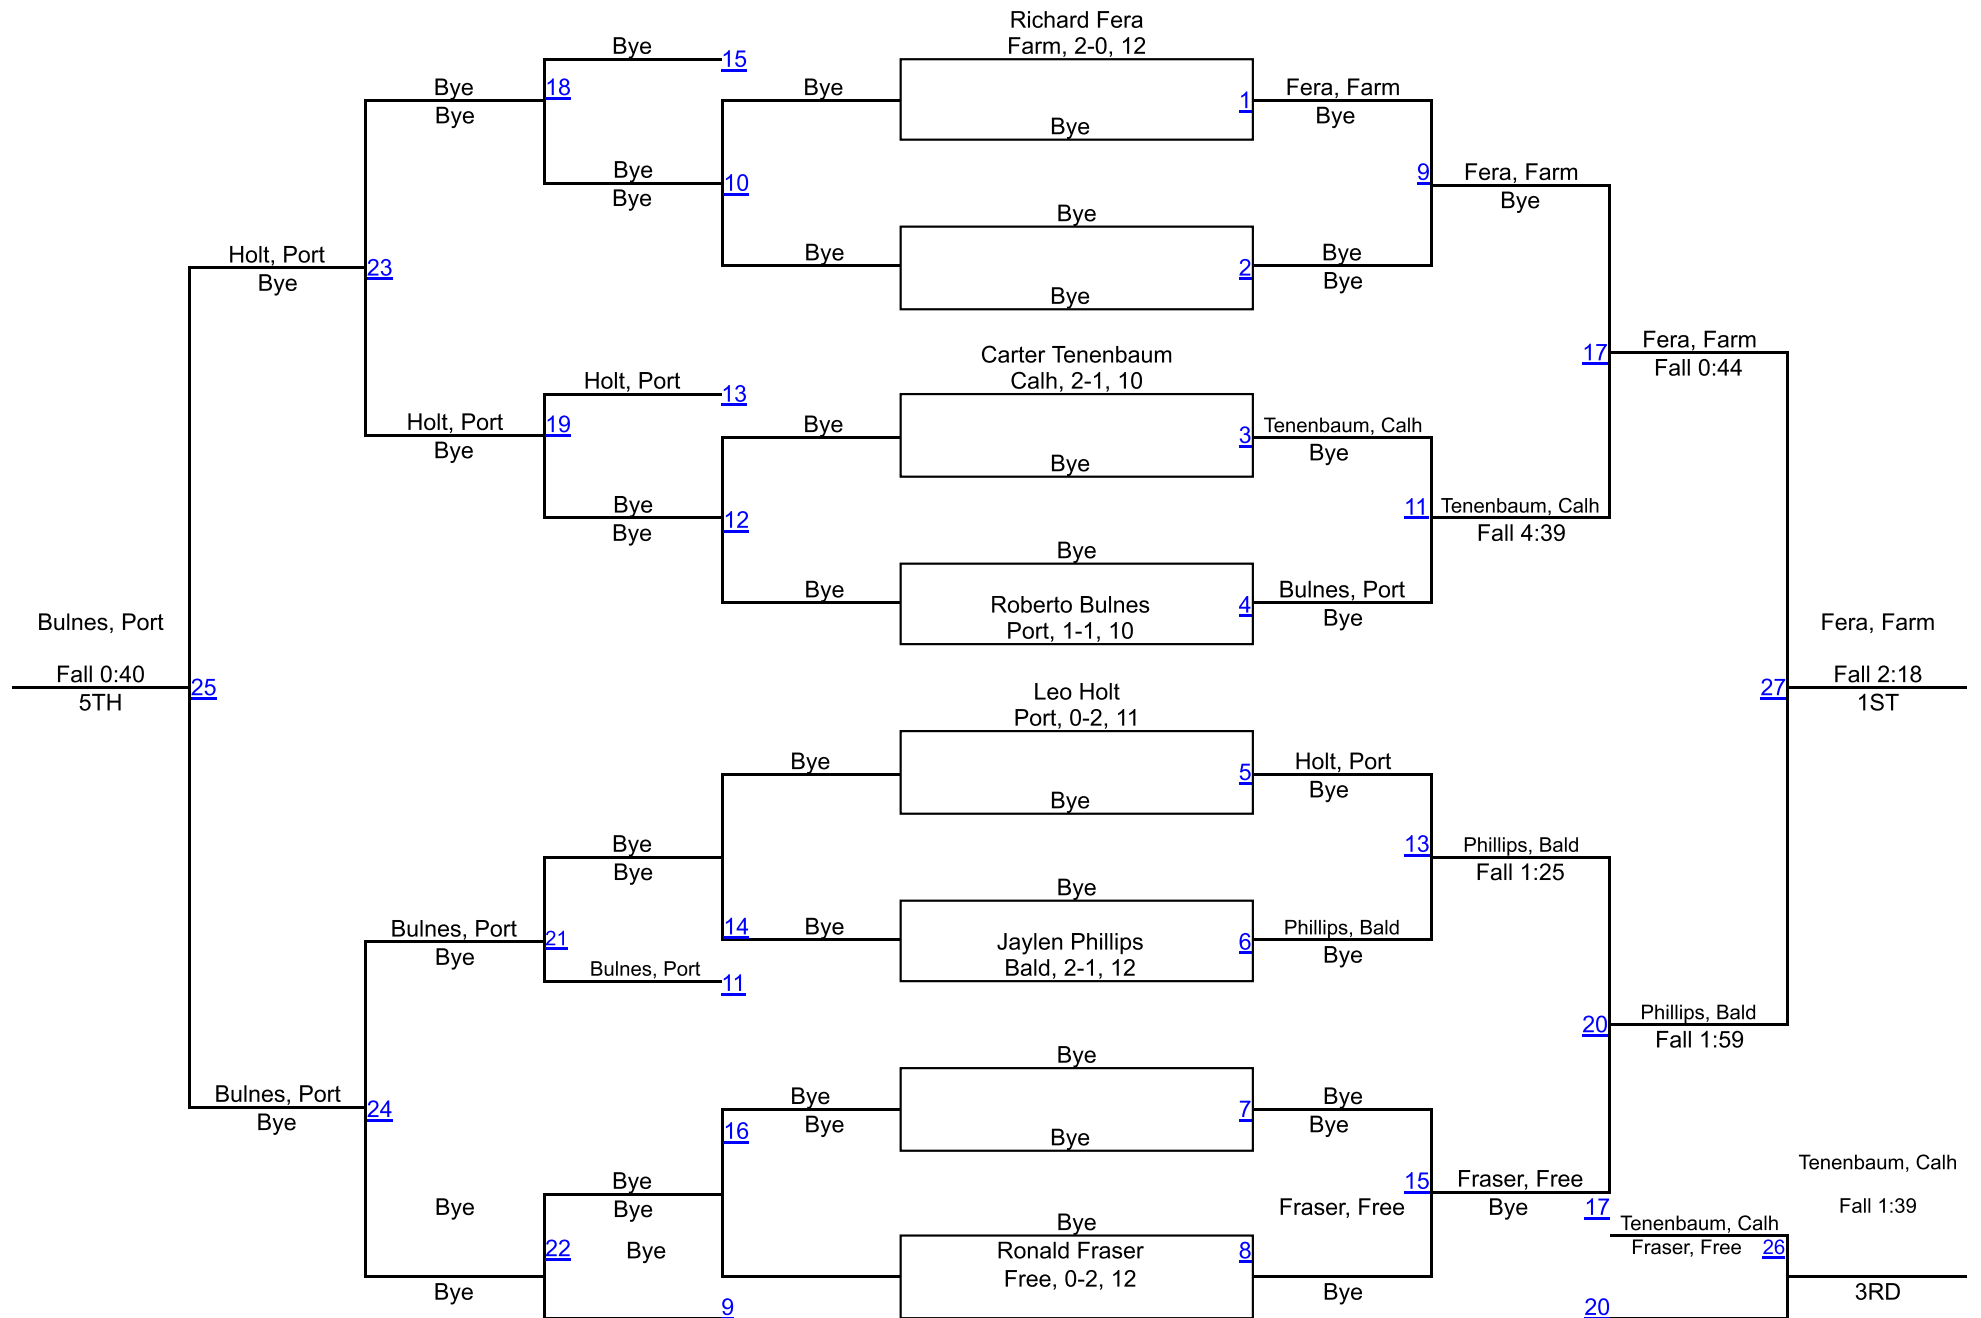 Richard Fera
Bye
15
Farm, 2-0, 12
Bye
18
Bye
1
Fera, Farm
Bye
Bye
Bye
Bye
10
9
Fera, Farm
Bye
Bye
Bye
Holt, Port
23
Bye
2
Bye
Bye
Bye
Bye
17
Fera, Farm
Carter Tenenbaum
Fall 0:44
Holt, Port
13
Calh, 2-1, 10
Holt, Port
19
Bye
3
Tenenbaum, Calh
Bye
Bye
Bye
Bye
12
11
Tenenbaum, Calh
Bye
Fall 4:39
Bye
Bye
Roberto Bulnes
4
Bulnes, Port
Port, 1-1, 10
Bye
Bulnes, Port
Fera, Farm
Fall 0:40
25
Leo Holt
27
Fall 2:18
5TH
Port, 0-2, 11
1ST
Bye
5
Holt, Port
Bye
Bye
Bye
13
Phillips, Bald
Bye
Fall 1:25
Bye
Bulnes, Port
21
14
Bye
Jaylen Phillips
6
Phillips, Bald
Bye
Bulnes, Port
11
Bald, 2-1, 12
Bye
20
Phillips, Bald
Fall 1:59
Bye
Bulnes, Port
24
Bye
7
Bye
Bye
16
Bye
Bye
Bye
Bye
15
Fraser, Free
Tenenbaum, Calh
Bye
Bye
Fraser, Free
Bye
17
Fall 1:39
Bye
Tenenbaum, Calh
22
Bye
Ronald Fraser
8
Fraser, Free
26
Bye
Free, 0-2, 12
Bye
3RD
9
20